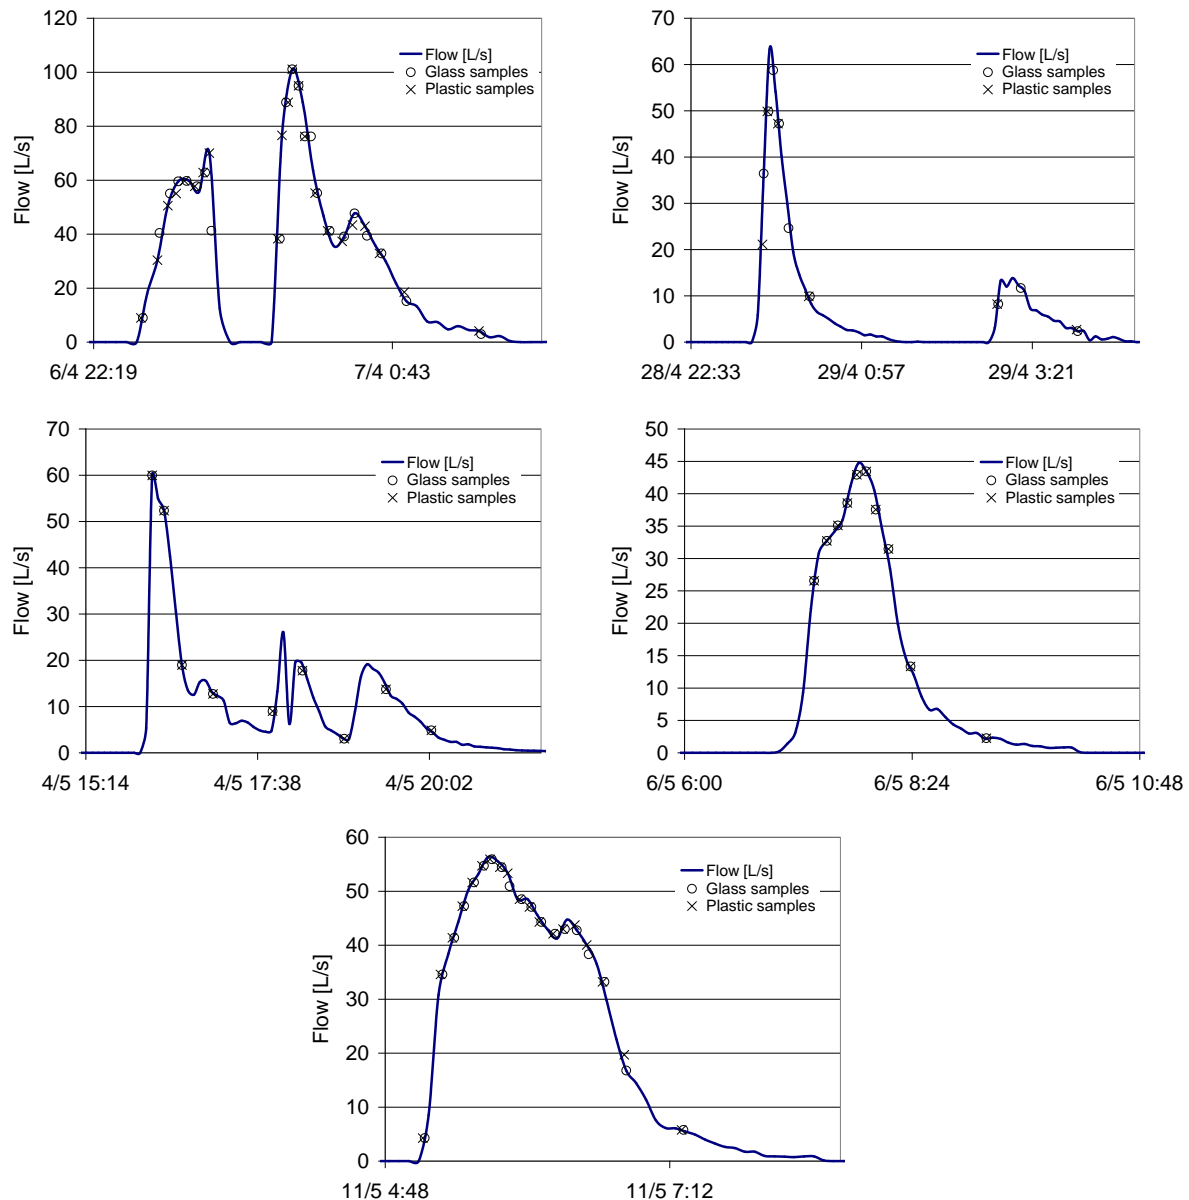 120
100
80
60
40
20
0
Flow [L/s]
Flow [L/s]
Glass samples
Plastic samples
6/4 22:19
7/4 0:43
70
60
50
40
30
20
10
0
Flow [L/s]
Flow [L/s]
Glass samples
Plastic samples
28/4 22:33
29/4 0:57
29/4 3:21
70
60
50
40
30
20
10
0
Flow [L/s]
Flow [L/s]
Glass samples
Plastic samples
4/5 15:14
4/5 17:38
4/5 20:02
50
45
40
35
30
25
20
15
10
5
0
Flow [L/s]
Flow [L/s]
Glass samples
Plastic samples
6/5 6:00
6/5 8:24
6/5 10:48
60
50
40
30
20
10
0
Flow [L/s]
Flow [L/s]
Glass samples
Plastic samples
11/5 4:48
11/5 7:12